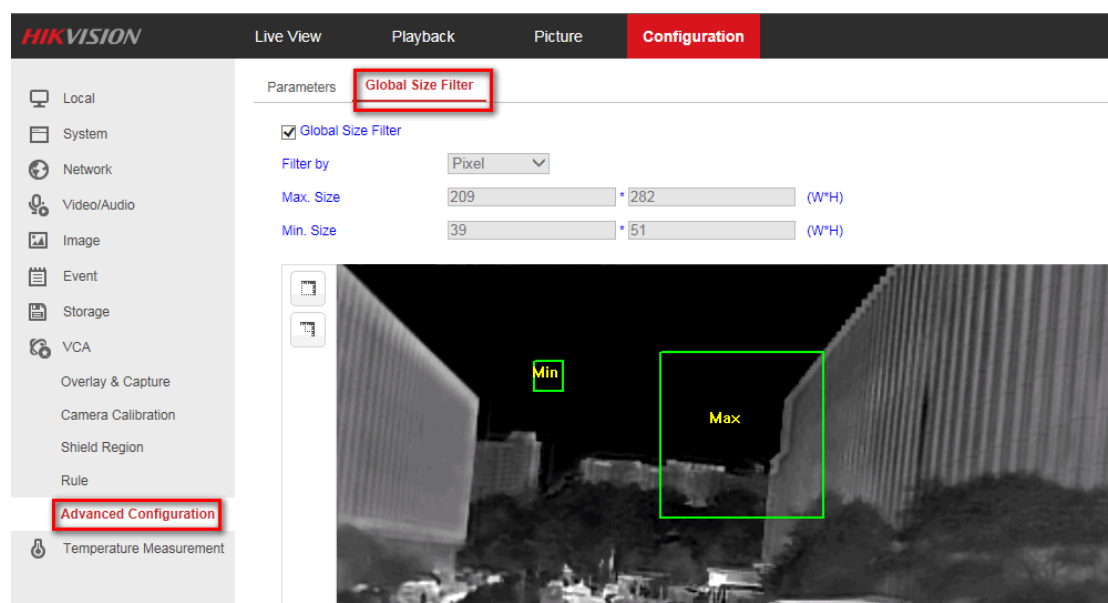 HIKVISION Live View Playback Picture Configuration
Local
System
Network
Video/Audio
Image
Event
Storage
VCA
Overlay & Capture
Camera Calibration
Shield Region
Rule
Advanced Configuration
Temperature Measurement
Parameters Global Size Filter
Global Size Filter
Filter by Pixel
Max. Size 209 * 282 (W*H)
Min. Size 39 * 51 (W*H)
Min
Max